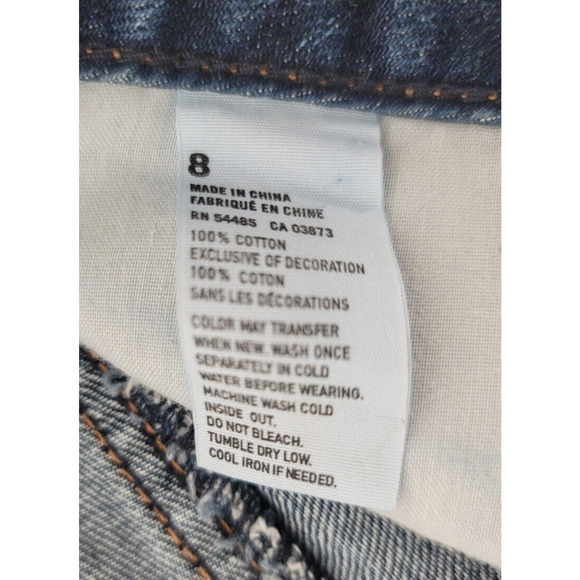 8
MADE IN CHINA
FABRIQUÉ EN CHINE
RN 54485 CA 03873
100% COTTON
EXCLUSIVE OF DECORATION
100% COTON
SANS LES DÉCORATIONS
COLOR MAY TRANSFER
WHEN NEW. WASH ONCE
SEPARATELY IN COLD
WATER BEFORE WEARING.
MACHINE WASH COLD
INSIDE OUT.
DO NOT BLEACH.
TUMBLE DRY LOW.
COOL IRON IF NEEDED.